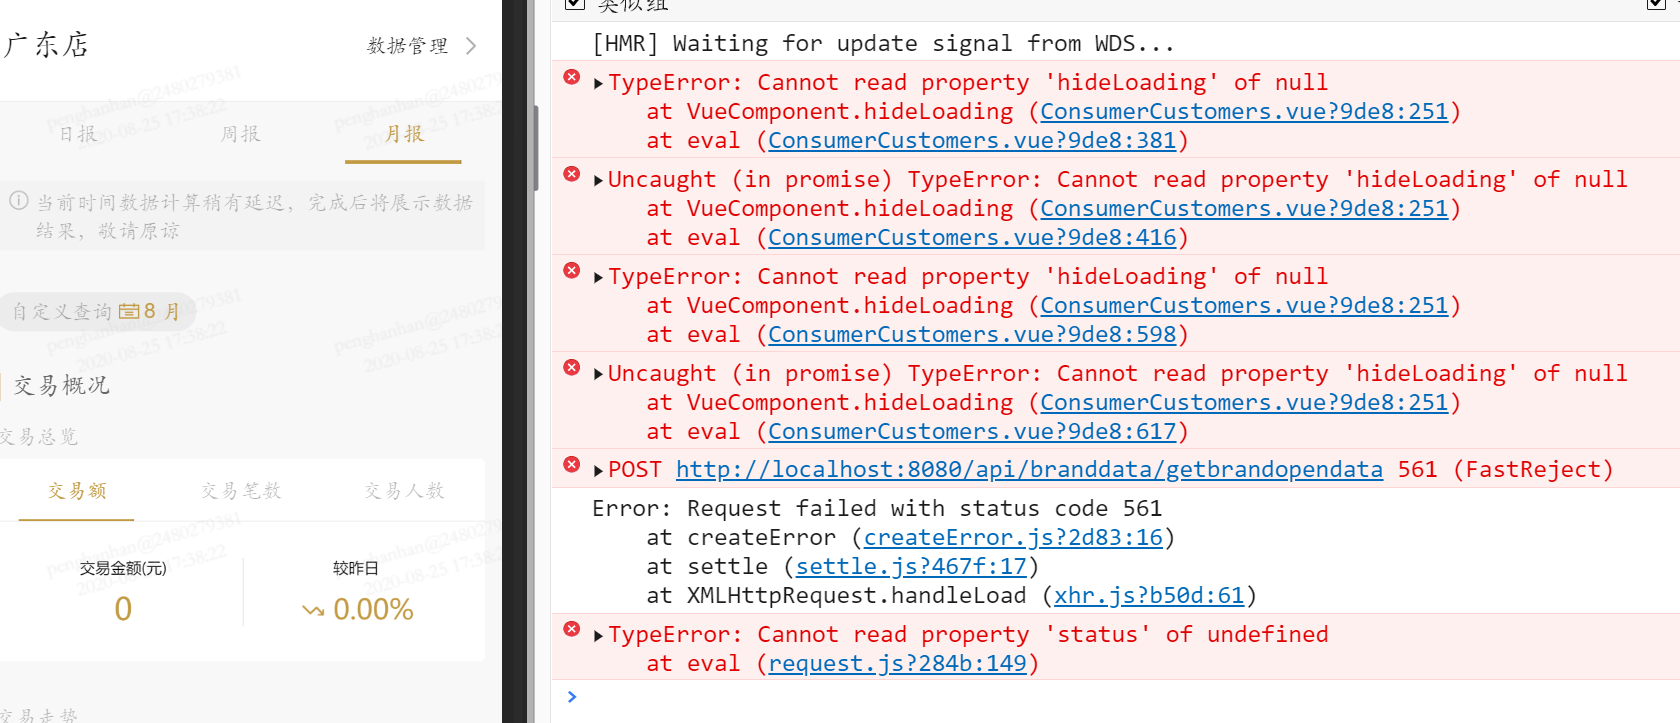 广东店
数据管理
日报 周报 月报
当前时间数据计算稍有延迟，完成后将展示数据
结果，敬请原谅
自定义查询 8 月
交易概况
交易总览
交易额 交易笔数 交易人数
交易金额(元) 较昨日
0 0.00%
交易走势
penghanhan@2480279381
2020-08-25 17:38:22
类似组
[HMR] Waiting for update signal from WDS...
TypeError: Cannot read property 'hideLoading' of null
at VueComponent.hideLoading (ConsumerCustomers.vue?9de8:251)
at eval (ConsumerCustomers.vue?9de8:381)
Uncaught (in promise) TypeError: Cannot read property 'hideLoading' of null
at VueComponent.hideLoading (ConsumerCustomers.vue?9de8:251)
at eval (ConsumerCustomers.vue?9de8:416)
TypeError: Cannot read property 'hideLoading' of null
at VueComponent.hideLoading (ConsumerCustomers.vue?9de8:251)
at eval (ConsumerCustomers.vue?9de8:598)
Uncaught (in promise) TypeError: Cannot read property 'hideLoading' of null
at VueComponent.hideLoading (ConsumerCustomers.vue?9de8:251)
at eval (ConsumerCustomers.vue?9de8:617)
POST http://localhost:8080/api/branddata/getbrandopendata 561 (FastReject)
Error: Request failed with status code 561
at createError (createError.js?2d83:16)
at settle (settle.js?467f:17)
at XMLHttpRequest.handleLoad (xhr.js?b50d:61)
TypeError: Cannot read property 'status' of undefined
at eval (request.js?284b:149)